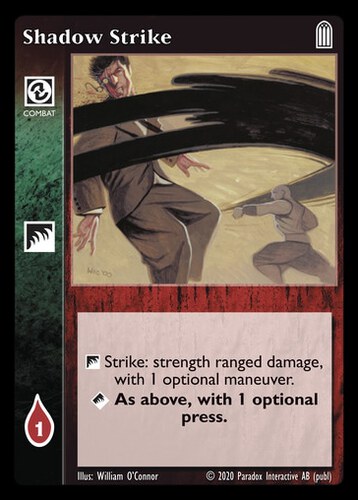 Shadow Strike
COMBAT
Strike: strength ranged damage,
with 1 optional maneuver.
As above, with 1 optional
press.
1
Illus: William O'Connor © 2020 Paradox Interactive AB (publ)